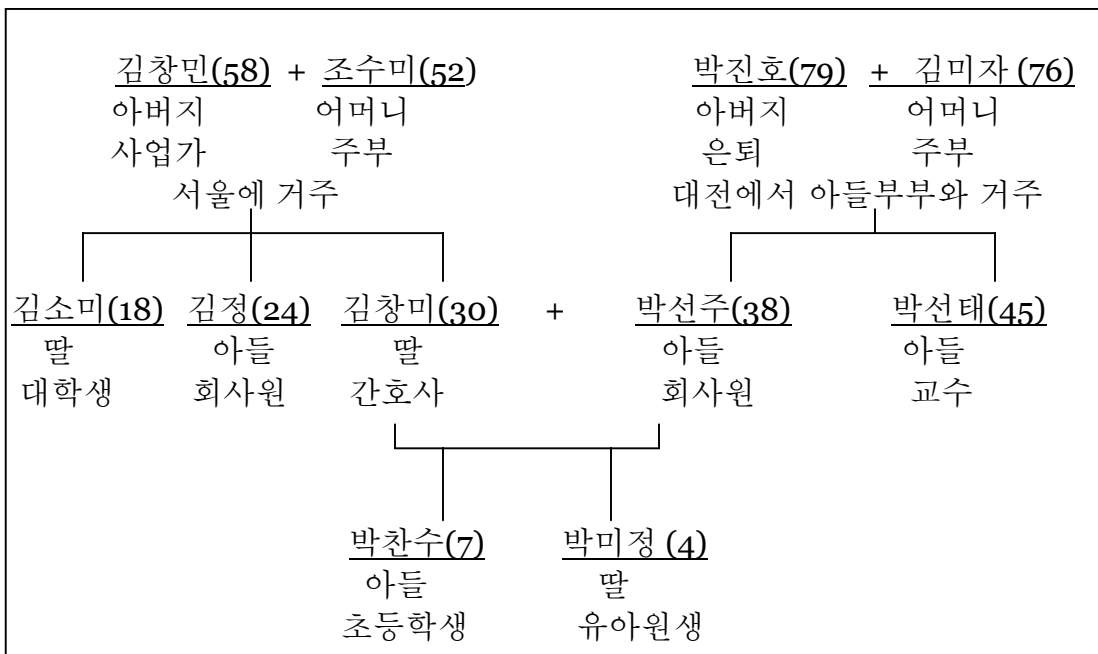 김창민(58) + 조수미(52) 박진호(79) + 김미자 (76)
아버지 어머니 아버지 어머니
사업가 주부 은퇴 주부
서울에 거주 대전에서 아들부부와 거주
김소미(18) 김정(24) 김창미(30) + 박선주(38) 박선태(45)
딸 아들 딸 아들 아들
대학생 회사원 간호사 회사원 교수
박찬수(7) 박미정 (4)
아들 딸
초등학생 유아원생